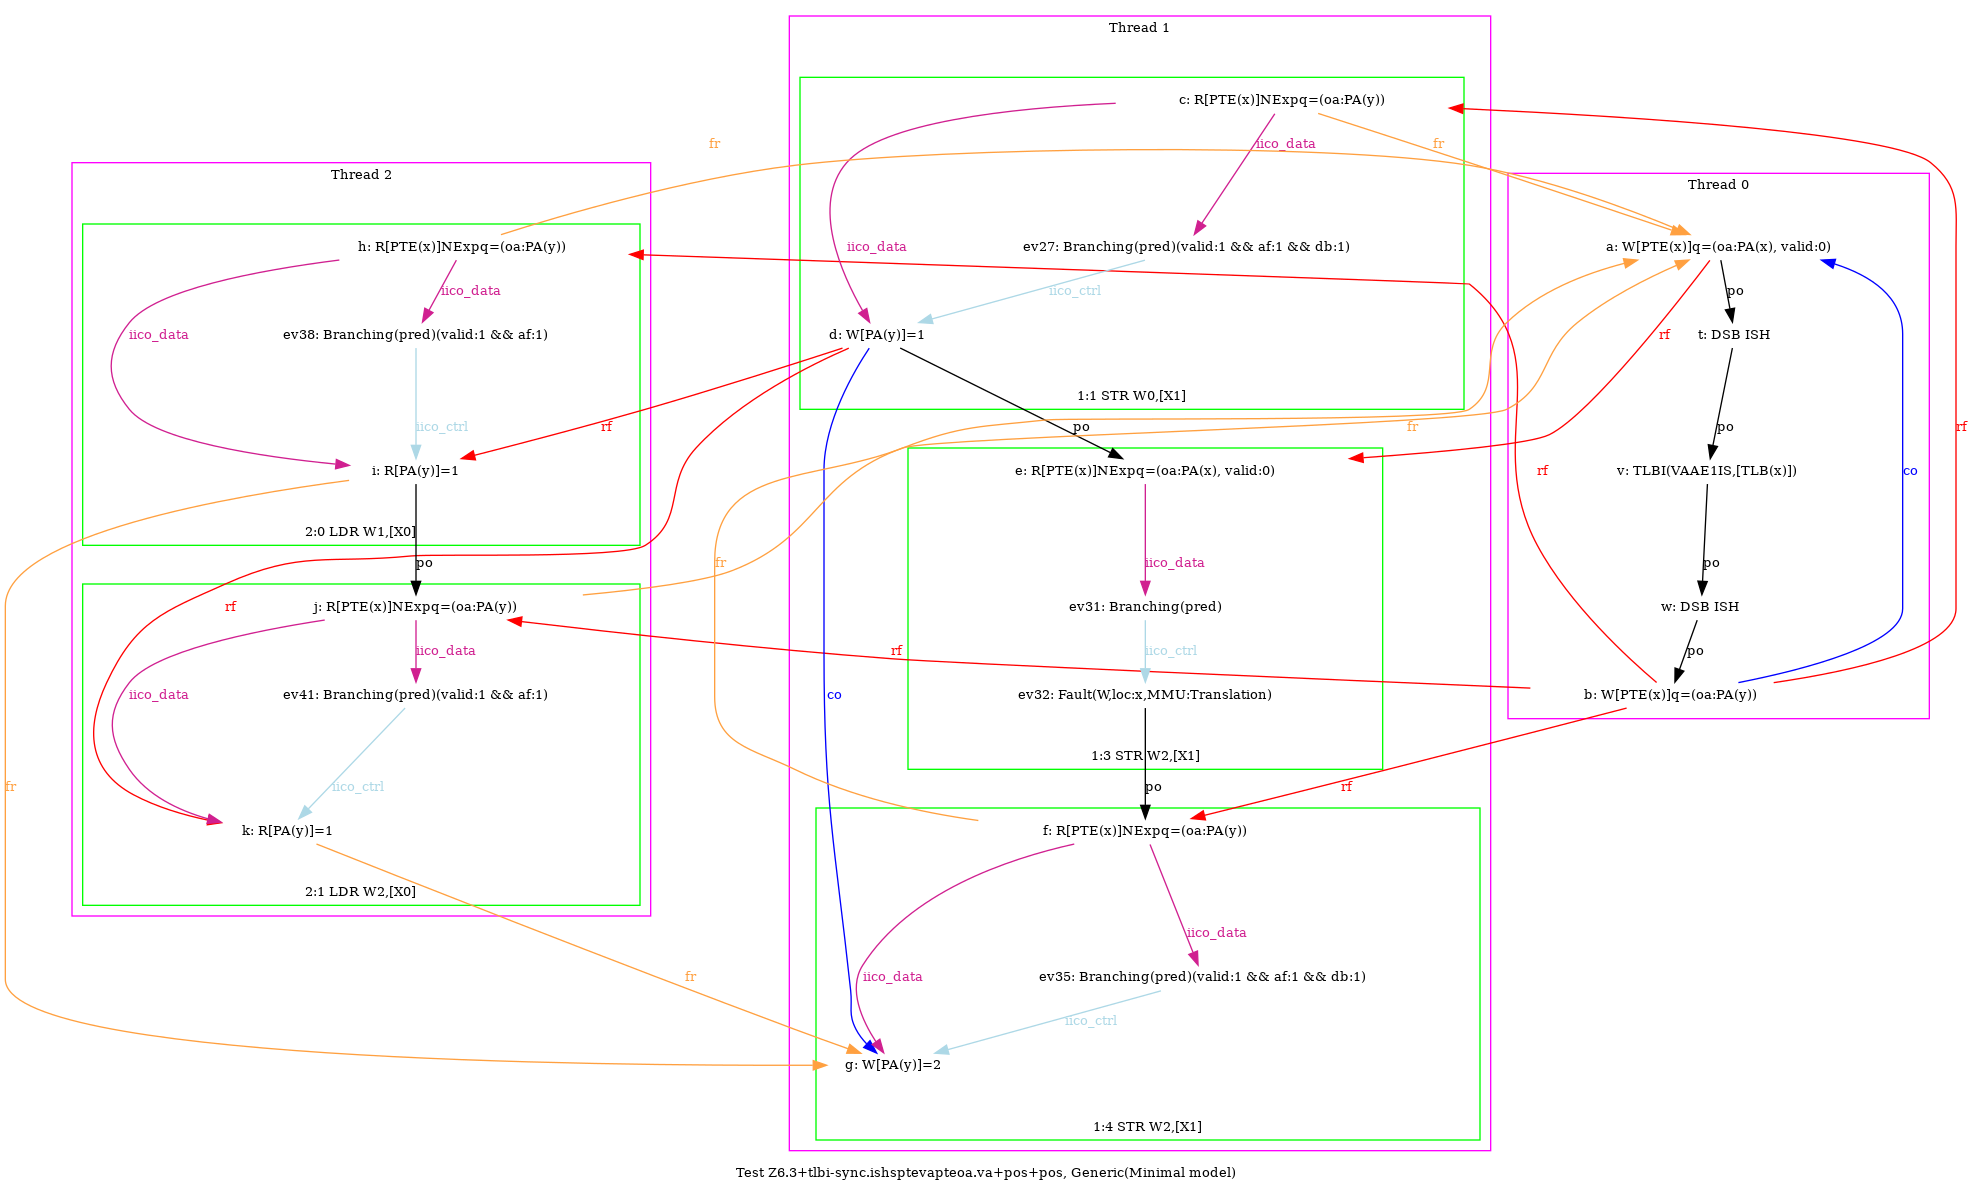 Thread 1
c: R[PTE(x)]NExpq=(oa:PA(y))
fr
iico_data
fr
Thread 2
Thread 0
h: R[PTE(x)]NExpq=(oa:PA(y))
iico_data
ev27: Branching(pred)(valid:1 && af:1 && db:1)
a: W[PTE(x)]q=(oa:PA(x), valid:0)
iico_data
iico_ctrl
po
iico_data
ev38: Branching(pred)(valid:1 && af:1)
d: W[PA(y)]=1
rf
t: DSB ISH
1:1 STR W0,[X1]
iico_ctrl
rf
po
fr
rf
po
i: R[PA(y)]=1
e: R[PTE(x)]NExpq=(oa:PA(x), valid:0)
rf
v: TLBI(VAAE1IS,[TLB(x)])
co
2:0 LDR W1,[X0]
po
fr
iico_data
po
rf
j: R[PTE(x)]NExpq=(oa:PA(y))
ev31: Branching(pred)
w: DSB ISH
iico_data
rf
iico_ctrl
po
iico_data
ev41: Branching(pred)(valid:1 && af:1)
co
ev32: Fault(W,loc:x,MMU:Translation)
b: W[PTE(x)]q=(oa:PA(y))
1:3 STR W2,[X1]
fr
iico_ctrl
po
rf
k: R[PA(y)]=1
f: R[PTE(x)]NExpq=(oa:PA(y))
2:1 LDR W2,[X0]
iico_data
fr
iico_data
ev35: Branching(pred)(valid:1 && af:1 && db:1)
iico_ctrl
g: W[PA(y)]=2
1:4 STR W2,[X1]
Test Z6.3+tlbi-sync.ishsptevapteoa.va+pos+pos, Generic(Minimal model)